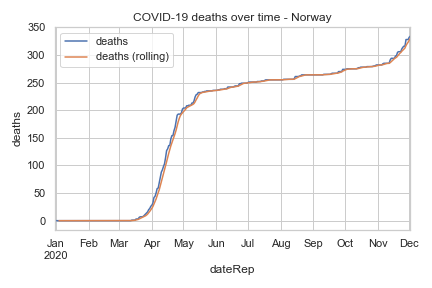 COVID-19 deaths over time - Norway
350
300
250
200
150
100
50
0
deaths
deaths
deaths (rolling)
Jan Feb Mar Apr May Jun Jul Aug Sep Oct Nov Dec
2020
dateRep